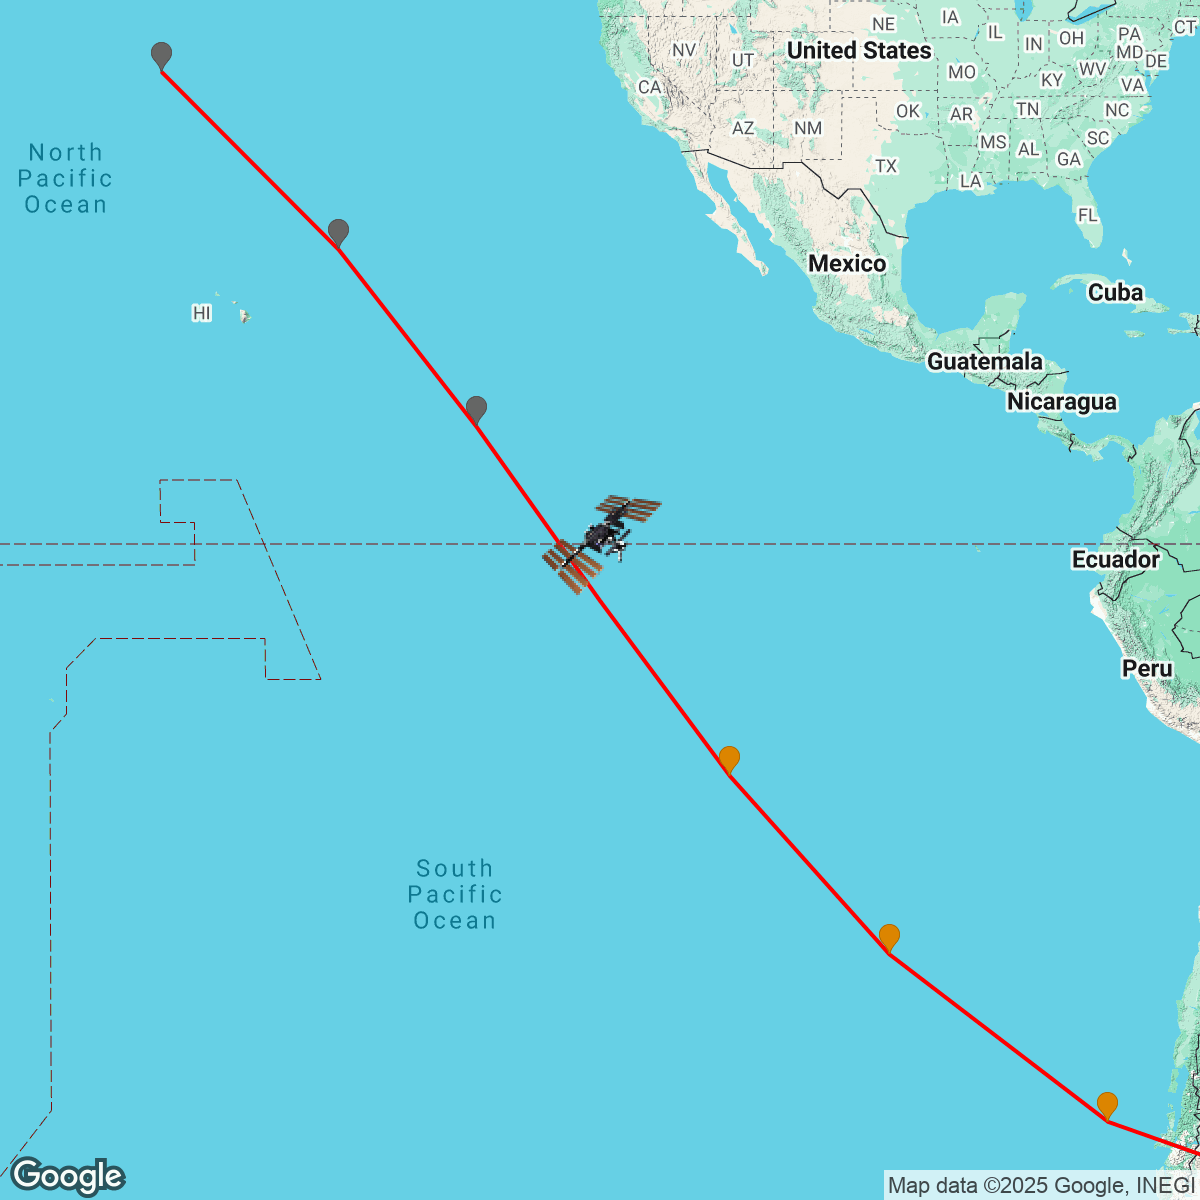 United States
NV
UT
CA
AZ
NM
NE
IA
IL
IN
OH
PA
CT
MD
DE
MO
KY
WV
VA
OK
AR
TN
NC
MS
AL
SC
GA
TX
LA
FL
North
Pacific
Ocean
HI
Mexico
Cuba
Guatemala
Nicaragua
Ecuador
Peru
South
Pacific
Ocean
Google
Map data ©2025 Google, INEGI